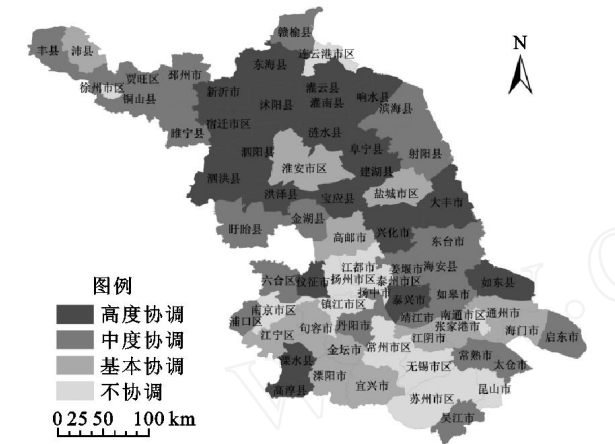 赣榆县
N
丰县
沛县
连云港市区
东海县
邳州市
贾旺区
徐州市区
铜山县
新沂市
灌云县
响水县
沭阳县
灌南县
滨海县
宿迁市区
睢宁县
涟水县
阜宁县
射阳县
泗阳县
淮安市区
建湖县
泗洪县
盐城市区
洪泽县
宝应县
大丰市
金湖县
盱眙县
高邮市
兴化市
东台市
江都市
姜堰市
海安县
六合区
仪征市
扬州市区
泰州市区
如东县
扬中市
镇江市区
泰兴市
如皋市
南京市区
靖江市
南通市区
通州市
浦口区
句容市
丹阳市
张家港市
海门市
江宁区
常州市区
江阴市
启东市
金坛市
溧水县
无锡市区
常熟市
太仓市
溧阳市
高淳县
宜兴市
苏州市区
昆山市
吴江市
图例
高度协调
中度协调
基本协调
不协调
0 25 50 100 km